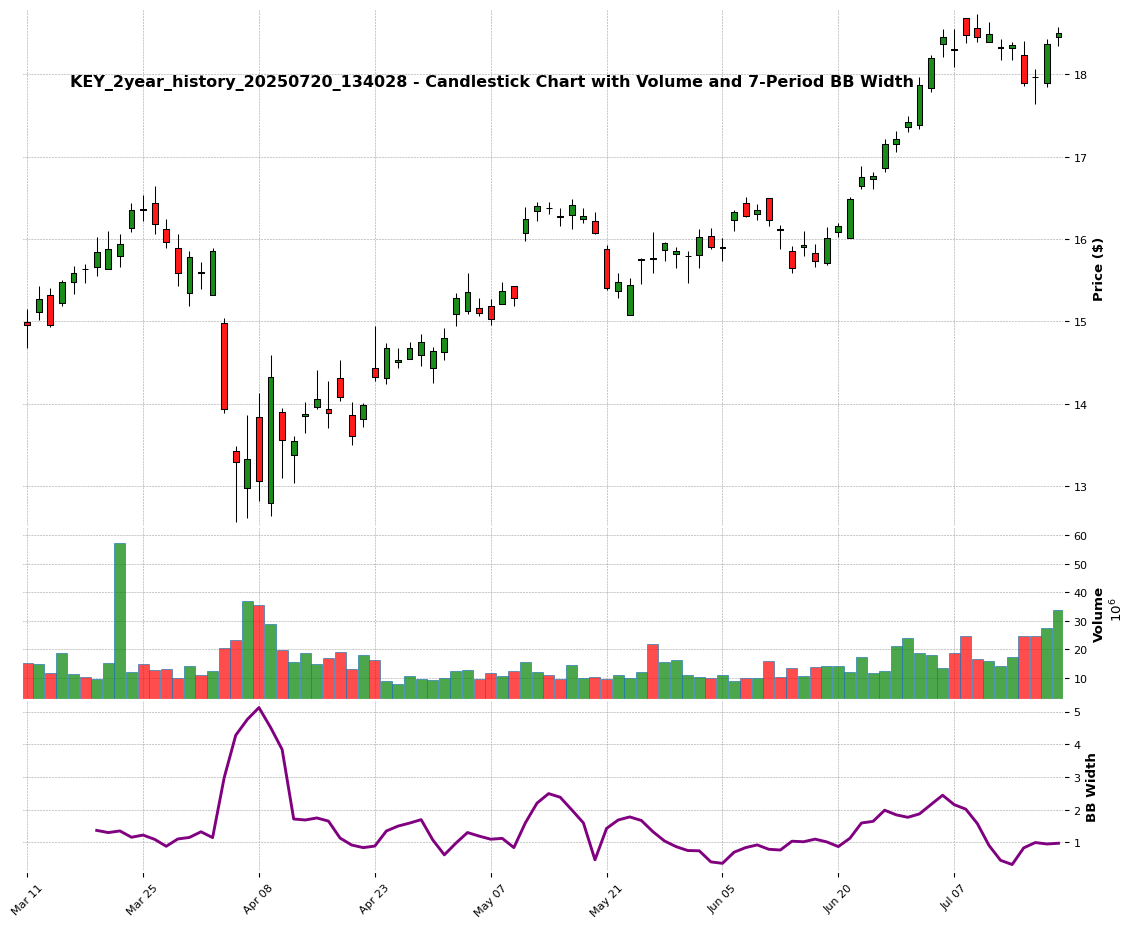 KEY_2year_history_20250720_134028 - Candlestick Chart with Volume and 7-Period BB Width
18
17
16
15
14
13
Price ($)
60
50
40
30
20
10
Volume
10^6
5
4
3
2
1
BB Width
Mar 11
Mar 25
Apr 08
Apr 23
May 07
May 21
Jun 05
Jun 20
Jul 07